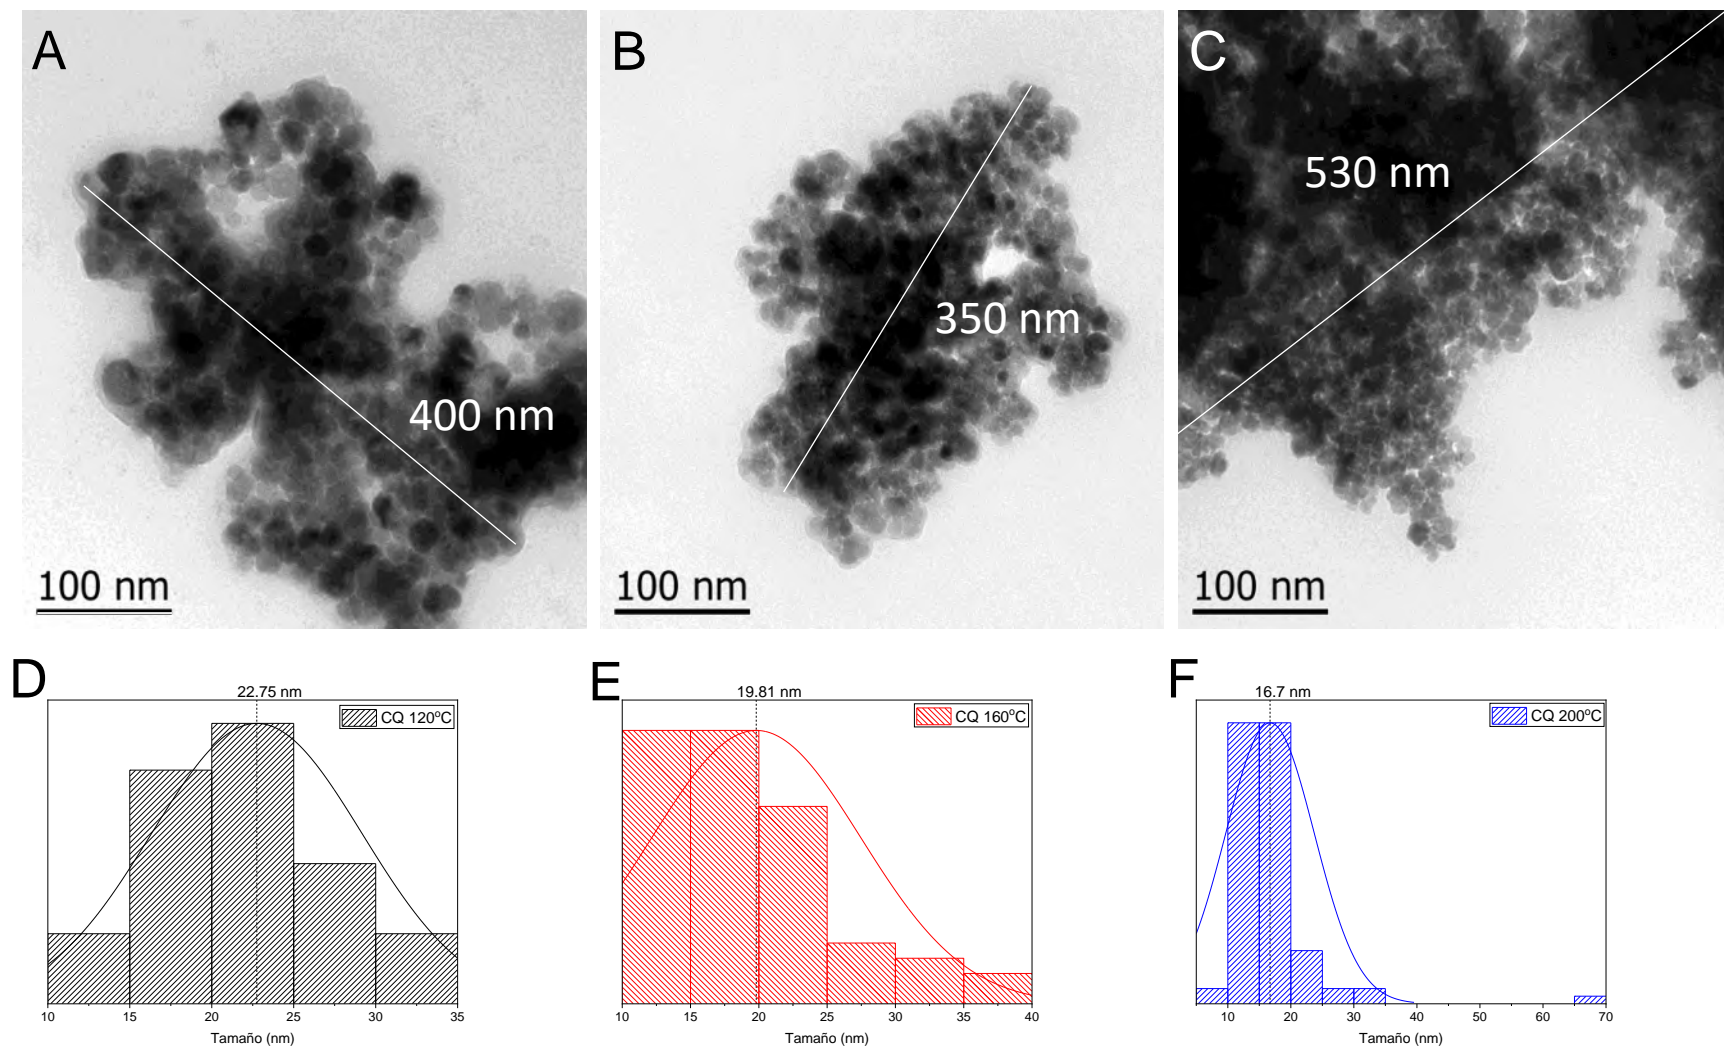 A
B
C
530 nm
350 nm
400 nm
100 nm
100 nm
100 nm
D
E
F
22.75 nm
19.81 nm
16.7 nm
CQ 120°C
CQ 160°C
CQ 200°C
10 15 20 25 30 35
10 15 20 25 30 35 40
10 20 30 40 50 60 70
Tamaño (nm)
Tamaño (nm)
Tamaño (nm)